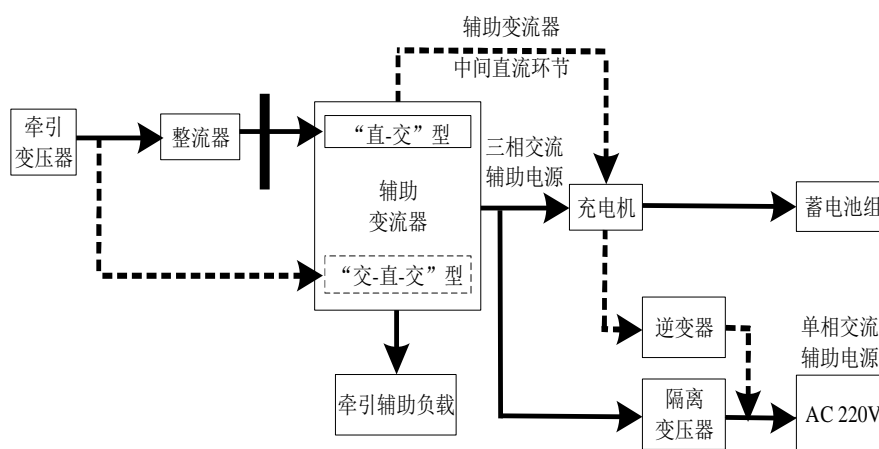 辅助变流器
中间直流环节
牵引
变压器
整流器
“直-交”型
辅助
变流器
“交-直-交”型
三相交流
辅助电源
充电机
蓄电池组
逆变器
单相交流
辅助电源
牵引辅助负载
隔离
变压器
AC 220V